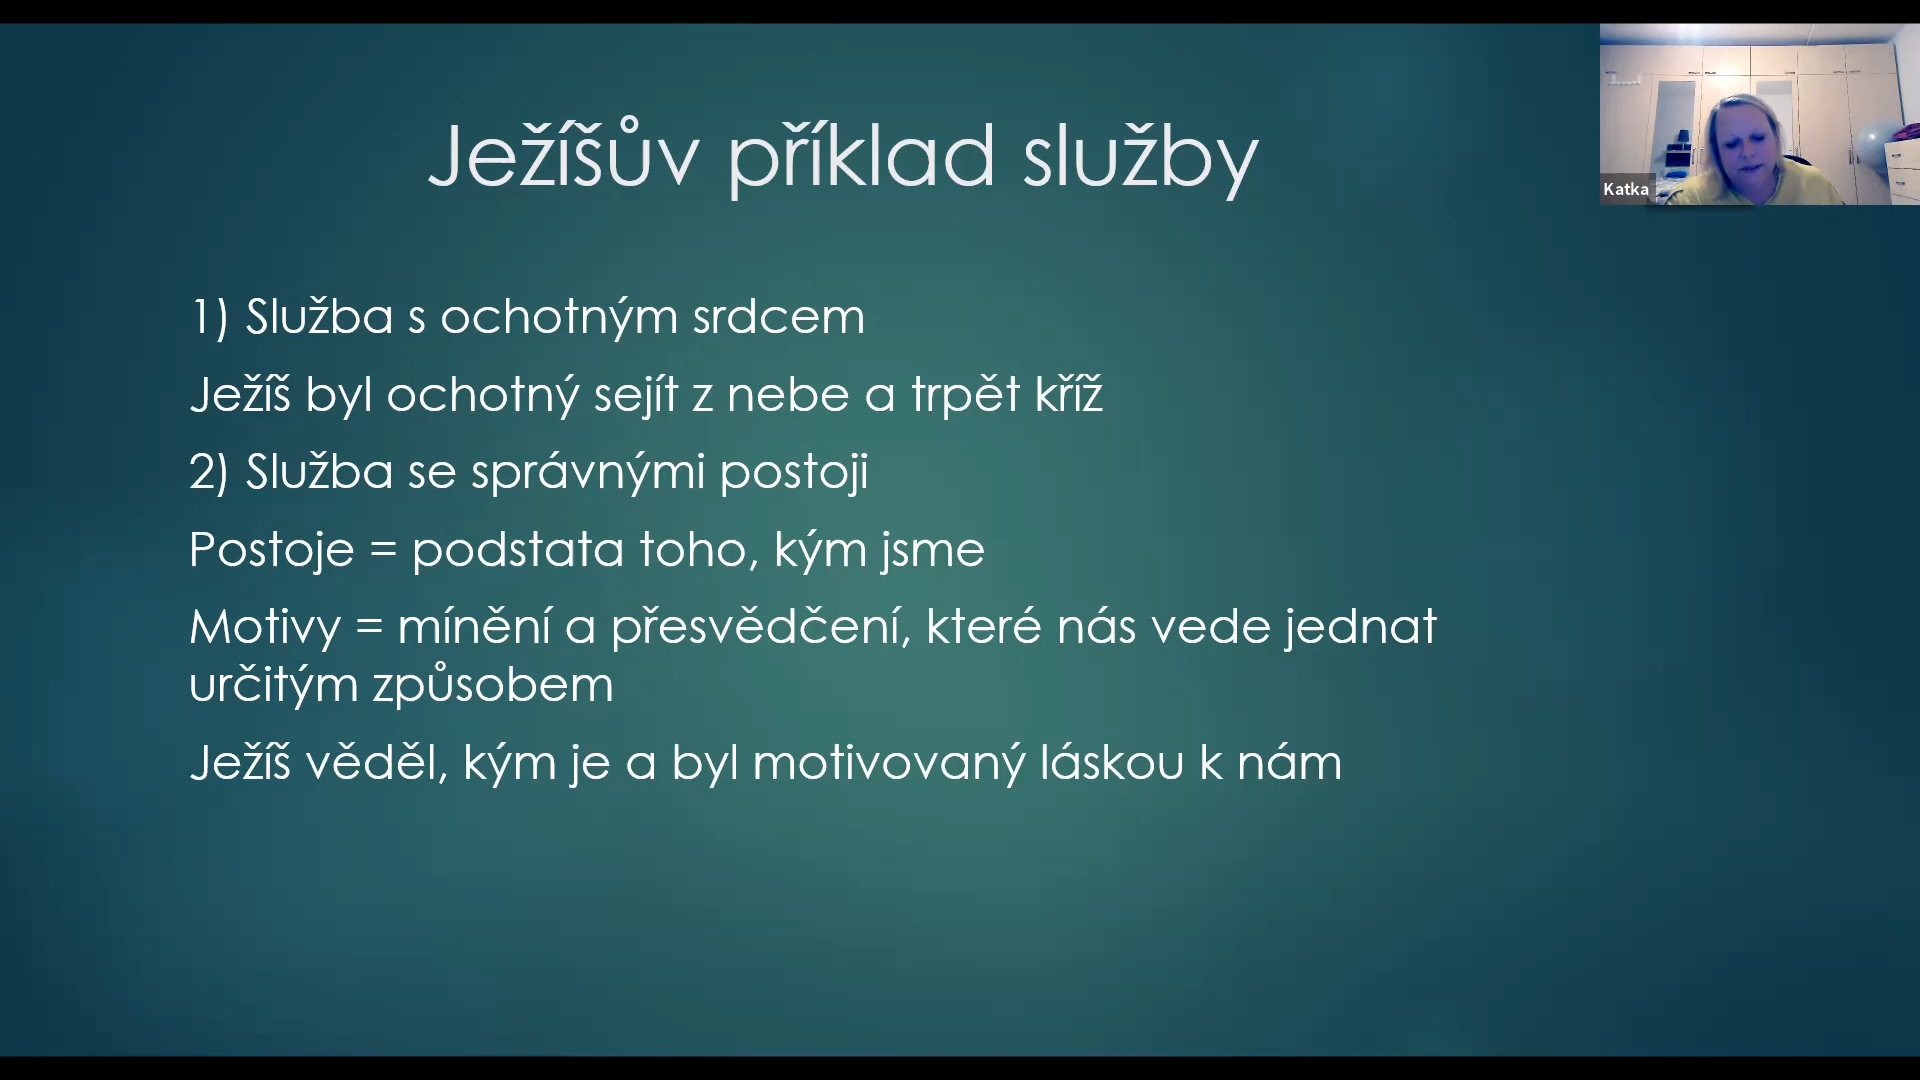 Ježíšův příklad služby
Katka
1) Služba s ochotným srdcem
Ježíš byl ochotný sejít z nebe a trpět kříž
2) Služba se správnými postoji
Postoje = podstata toho, kým jsme
Motivy = mínění a přesvědčení, které nás vede jednat
určitým způsobem
Ježíš věděl, kým je a byl motivovaný láskou k nám